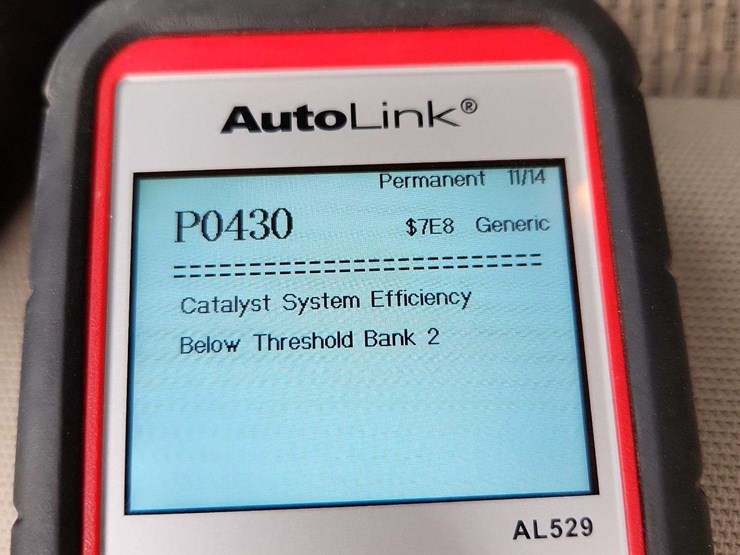 AutoLink®
Permanent 11/14
P0430 $7E8 Generic
==============================
Catalyst System Efficiency
Below Threshold Bank 2
AL529